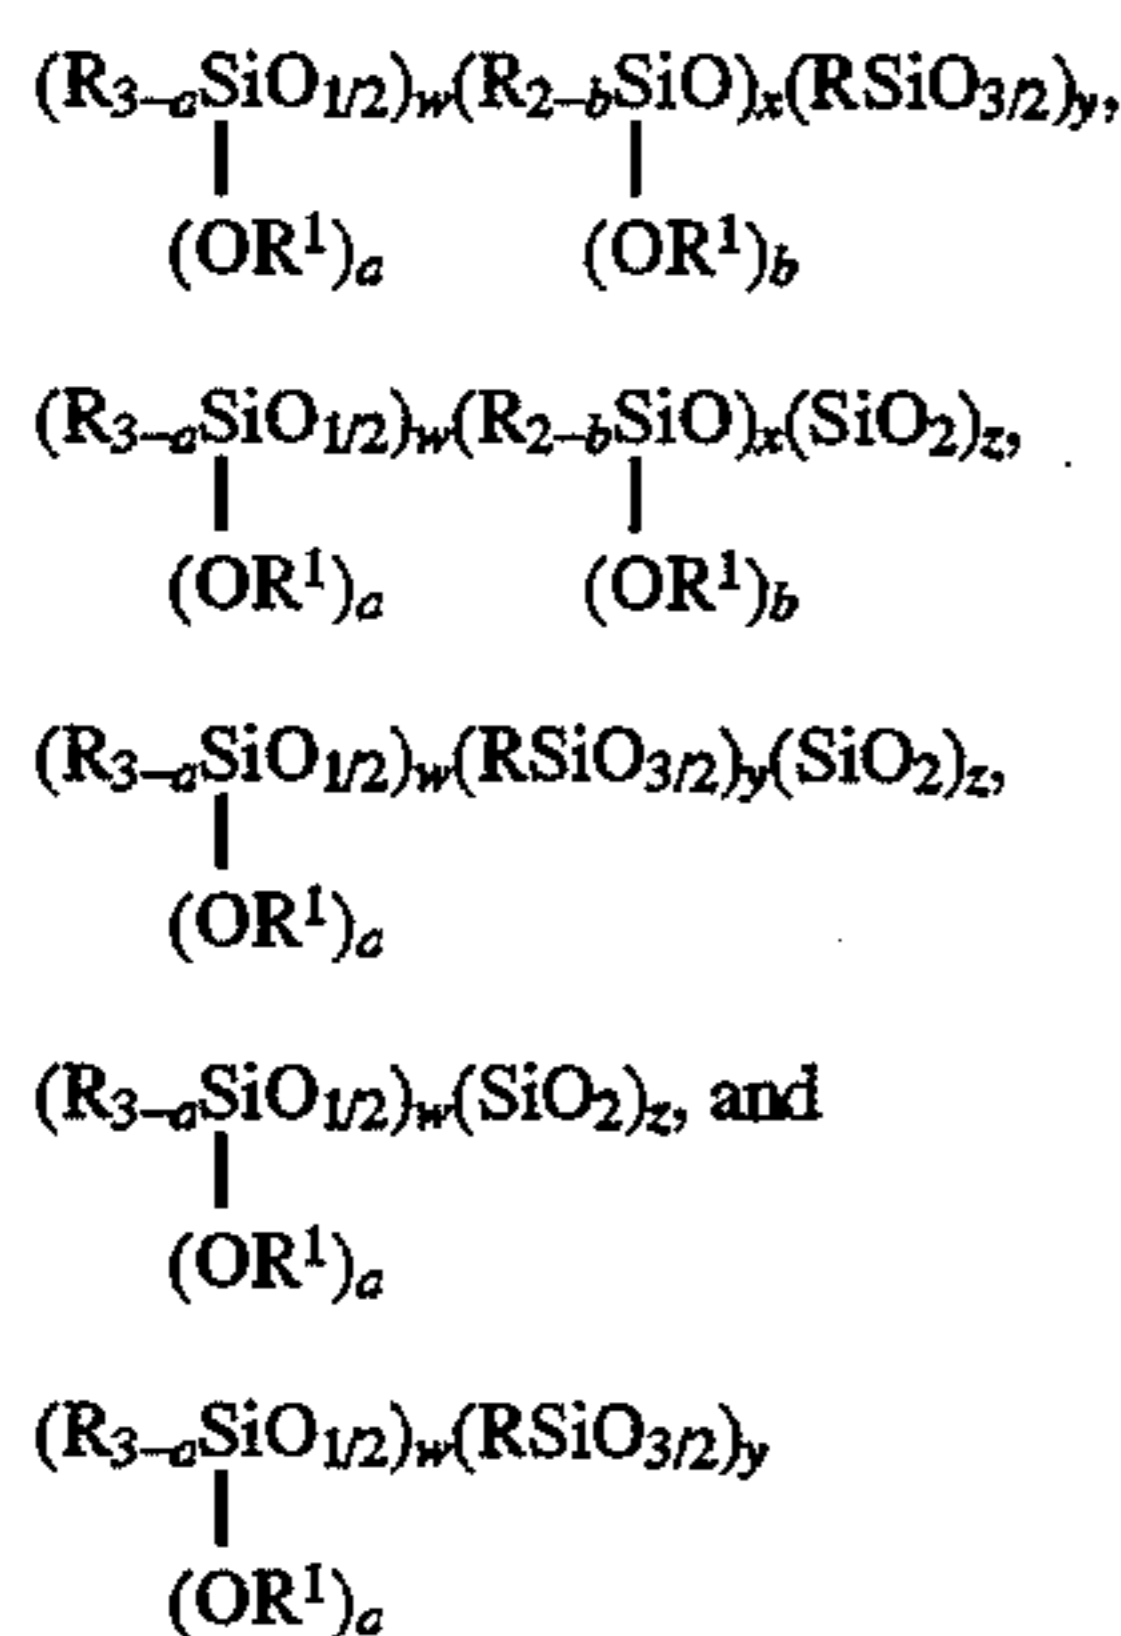 (R3–aSiO1/2)w(R2–bSiO)x(RSiO3/2)y,
(OR1)a (OR1)b
(R3–aSiO1/2)w(R2–bSiO)x(SiO2)z,
(OR1)a (OR1)b
(R3–aSiO1/2)w(RSiO3/2)y(SiO2)z,
(OR1)a
(R3–aSiO1/2)w(SiO2)z, and
(OR1)a
(R3–aSiO1/2)w(RSiO3/2)y
(OR1)a